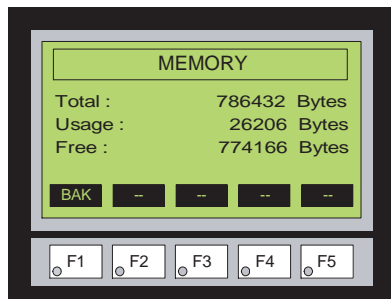 MEMORY
Total : 786432 Bytes
Usage : 26206 Bytes
Free : 774166 Bytes
BAK -- -- -- --
F1 F2 F3 F4 F5